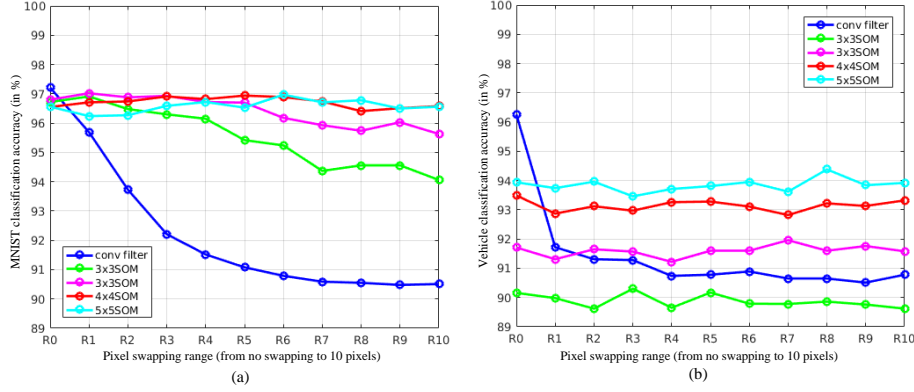 100
99
98
97
96
95
94
93
92
91
90
89
MNIST classification accuracy (in %)
conv filter
3x3SOM
3x3SOM
4x4SOM
5x5SOM
R0 R1 R2 R3 R4 R5 R6 R7 R8 R9 R10
Pixel swapping range (from no swapping to 10 pixels)
(a)
100
99
98
97
96
95
94
93
92
91
90
89
Vehicle classification accuracy (in %)
conv filter
3x3SOM
3x3SOM
4x4SOM
5x5SOM
R0 R1 R2 R3 R4 R5 R6 R7 R8 R9 R10
Pixel swapping range (from no swapping to 10 pixels)
(b)